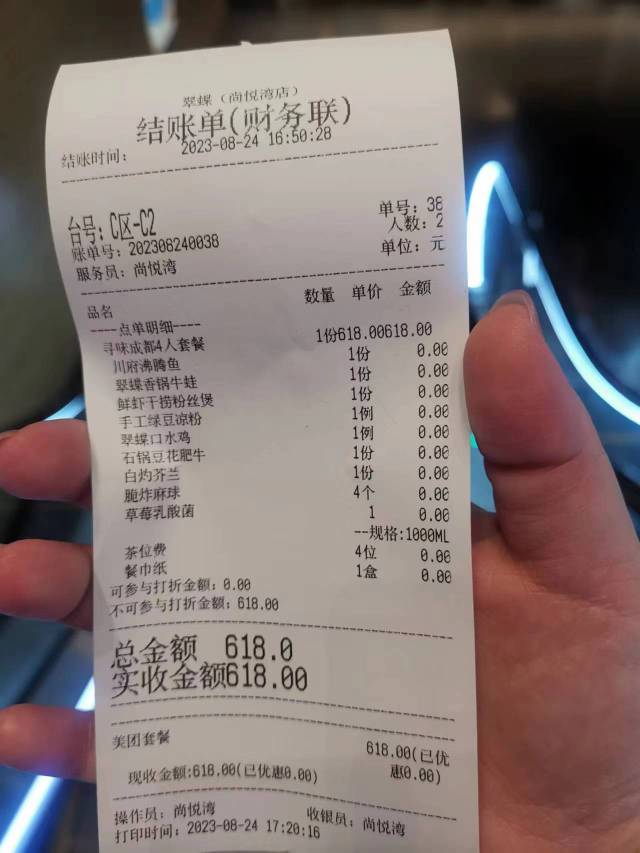 翠蝶（尚悦湾店）
结账单(财务联)
结账时间： 2023-08-24 16:50:28
台号：C区-C2 单号：38
账单号：202308240038 人数：2
服务员：尚悦湾 单位：元
品名 数量 单价 金额
----点单明细----
寻味成都4人套餐 1份618.00618.00
川府沸腾鱼 1份 0.00
翠蝶香锅牛蛙 1份 0.00
鲜虾干捞粉丝煲 1份 0.00
手工绿豆凉粉 1例 0.00
翠蝶口水鸡 1例 0.00
石锅豆花肥牛 1份 0.00
白灼芥兰 1份 0.00
脆炸麻球 4个 0.00
草莓乳酸菌 1 0.00
--规格:1000ML
茶位费 4位 0.00
餐巾纸 1盒 0.00
可参与打折金额：0.00
不可参与打折金额：618.00
总金额 618.0
实收金额618.00
美团套餐 618.00(已优
惠0.00)
现收金额:618.00(已优惠0.00)
操作员：尚悦湾 收银员：尚悦湾
打印时间：2023-08-24 17:20:16